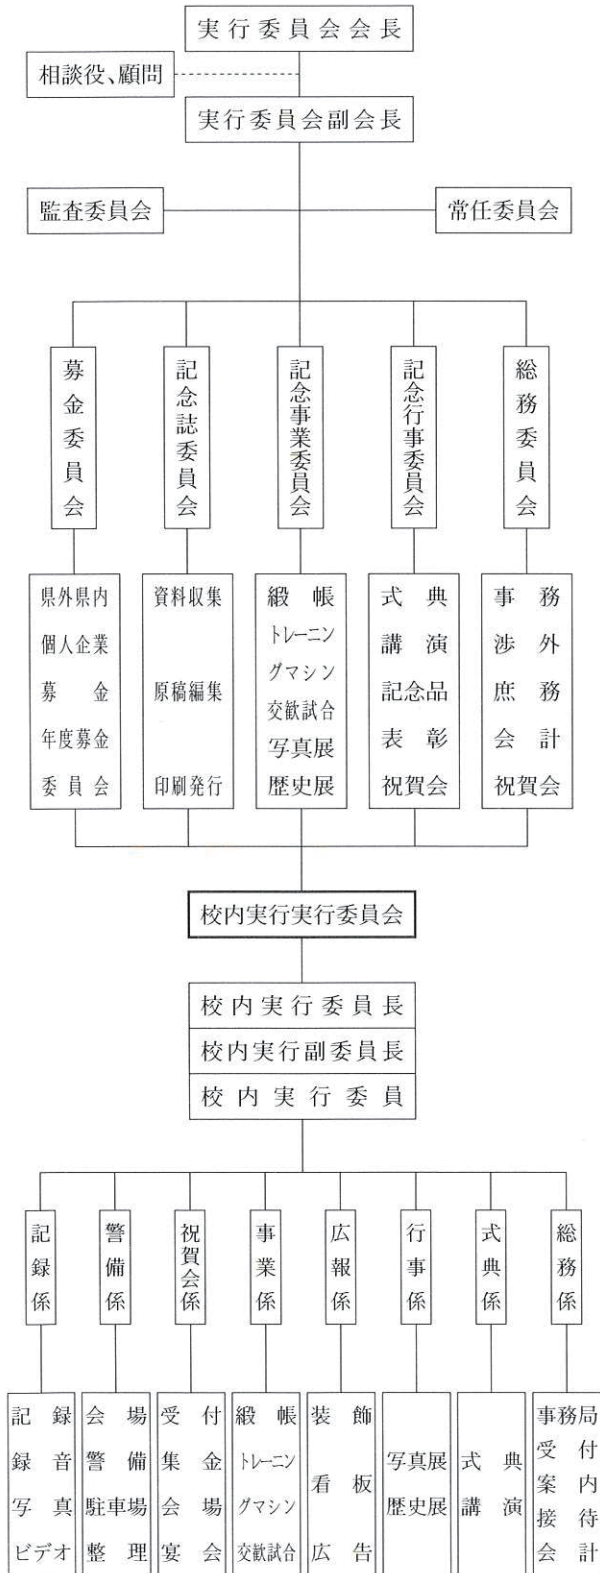 実行委員会会長
相談役、顧問
実行委員会副会長
監査委員会
常任委員会
募金委員会
記念誌委員会
記念事業委員会
記念行事委員会
総務委員会
県外県内
個人企業
募金
年度募金
委員会
資料収集
原稿編集
印刷発行
緞帳
トレーニン
グマシン
交歓試合
写真展
歴史展
式典
講演
記念品
表彰
祝賀会
事務
渉外
庶務
会計
祝賀会
校内実行実行委員会
校内実行委員長
校内実行副委員長
校内実行委員
記録係
警備係
祝賀会係
事業係
広報係
行事係
式典係
総務係
記録
録音
写真
ビデオ
会場
警備
駐車場
整理
受付
集金
会場
宴会
緞帳
トレーニン
グマシン
交歓試合
装飾
看板
広告
写真展
歴史展
式典
講演
事務局
受付
案内
接待
会計